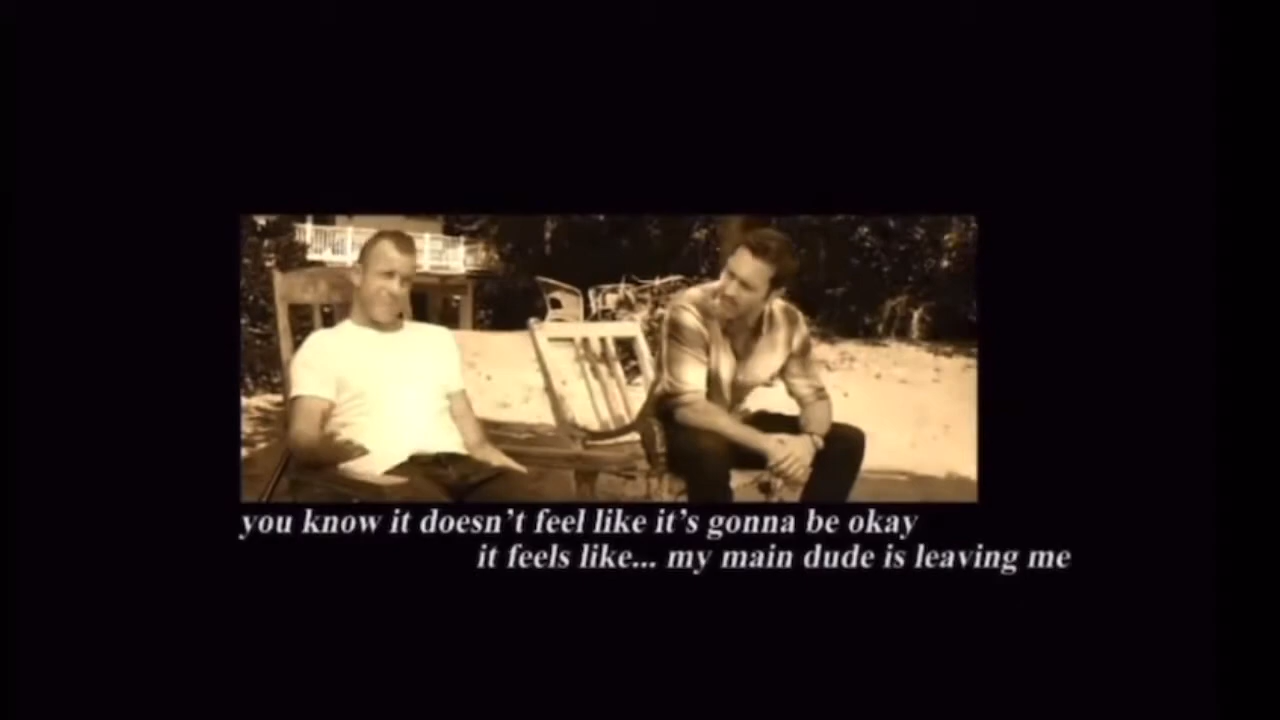 you know it doesn't feel like it's gonna be okay
it feels like... my main dude is leaving me